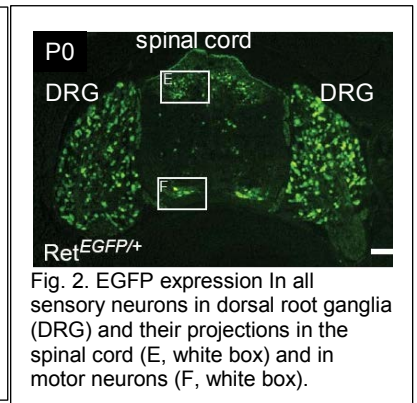 P0
spinal cord
E
DRG
DRG
F
Ret^EGFP/+
Fig. 2. EGFP expression In all
sensory neurons in dorsal root ganglia
(DRG) and their projections in the
spinal cord (E, white box) and in
motor neurons (F, white box).